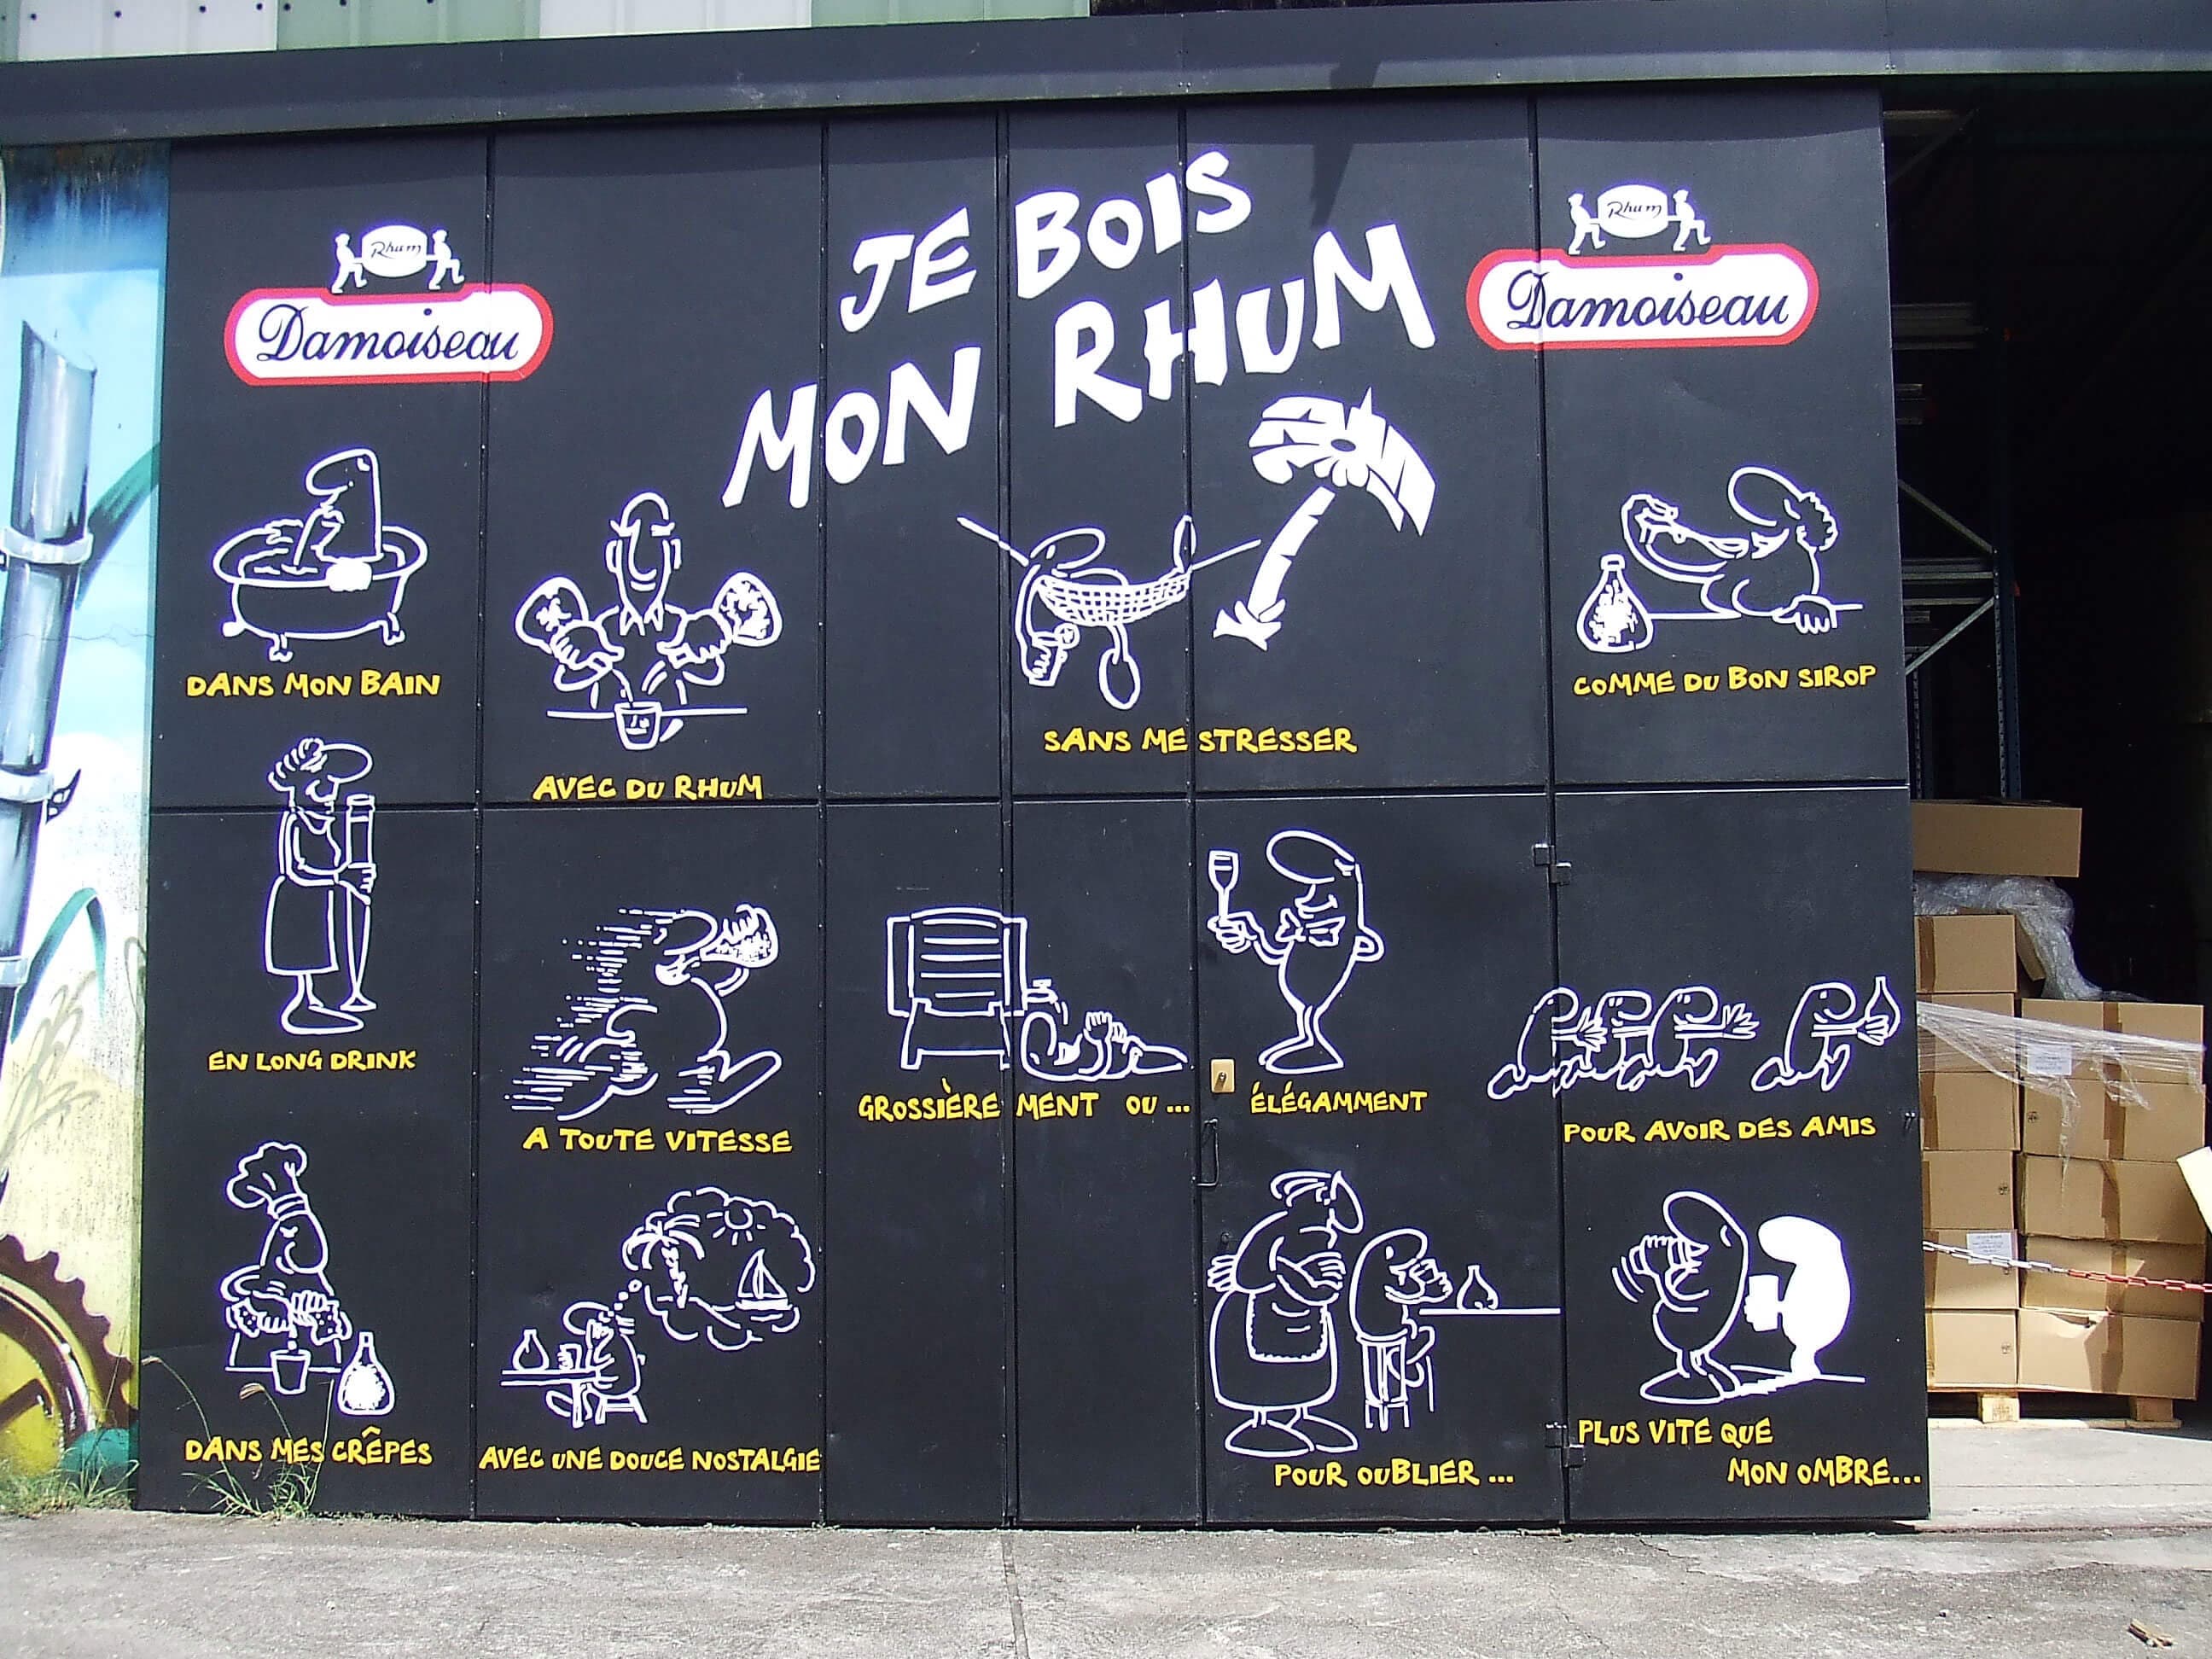 Rhum
Damoiseau
JE BOIS
MON RHUM
Rhum
Damoiseau
DANS MON BAIN
AVEC DU RHUM
SANS ME STRESSER
COMME DU BON SIROP
EN LONG DRINK
A TOUTE VITESSE
GROSSIÈREMENT OU ...
ÉLÉGAMMENT
POUR AVOIR DES AMIS
DANS MES CRÊPES
AVEC UNE DOUCE NOSTALGIE
POUR OUBLIER ...
PLUS VITE QUE
MON OMBRE...